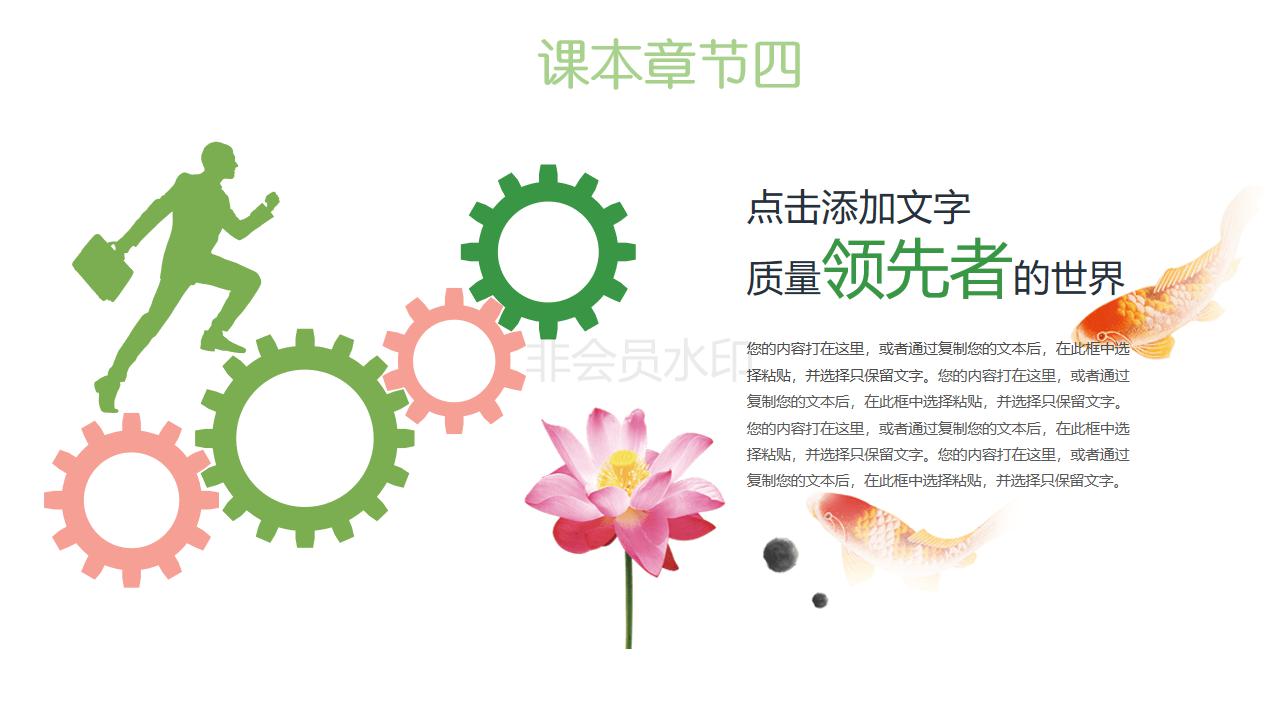 课本章节四
点击添加文字
质量领先者的世界
非会员水印
您的内容打在这里，或者通过复制您的文本后，在此框中选
择粘贴，并选择只保留文字。您的内容打在这里，或者通过
复制您的文本后，在此框中选择粘贴，并选择只保留文字。
您的内容打在这里，或者通过复制您的文本后，在此框中选
择粘贴，并选择只保留文字。您的内容打在这里，或者通过
复制您的文本后，在此框中选择粘贴，并选择只保留文字。